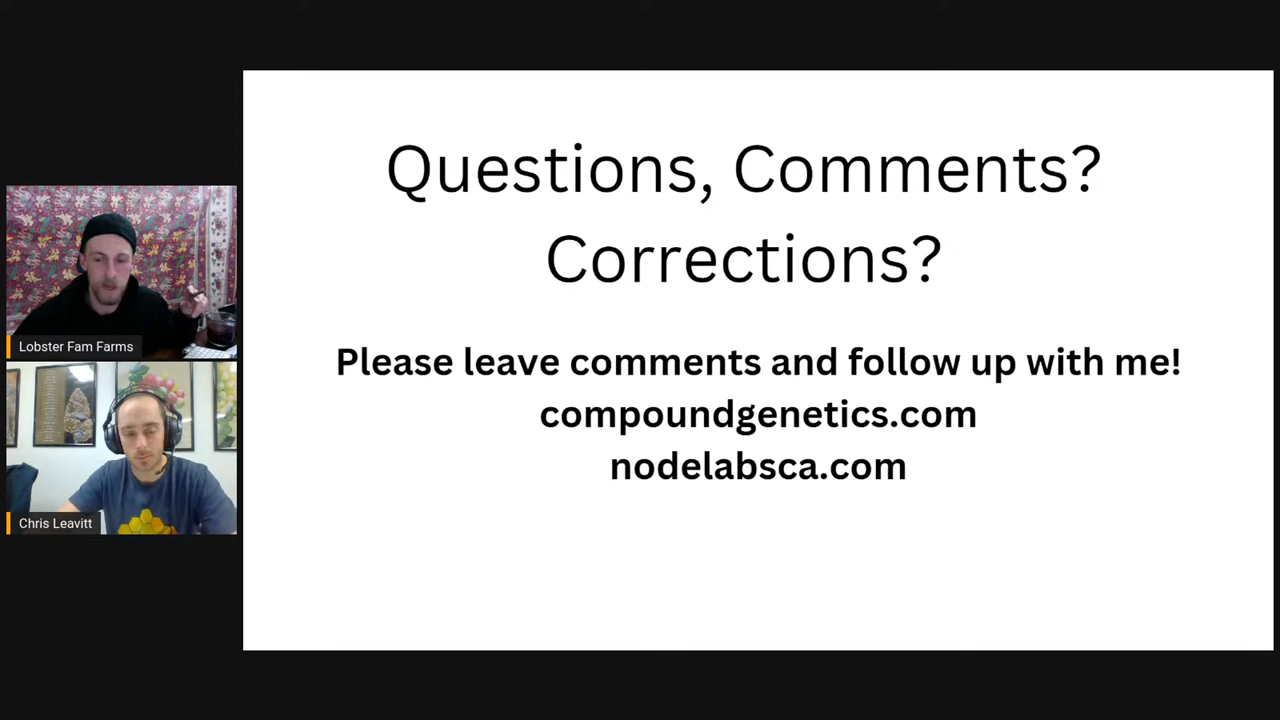 Questions, Comments?
Corrections?
Please leave comments and follow up with me!
compoundgenetics.com
nodelabsca.com
Lobster Fam Farms
Chris Leavitt